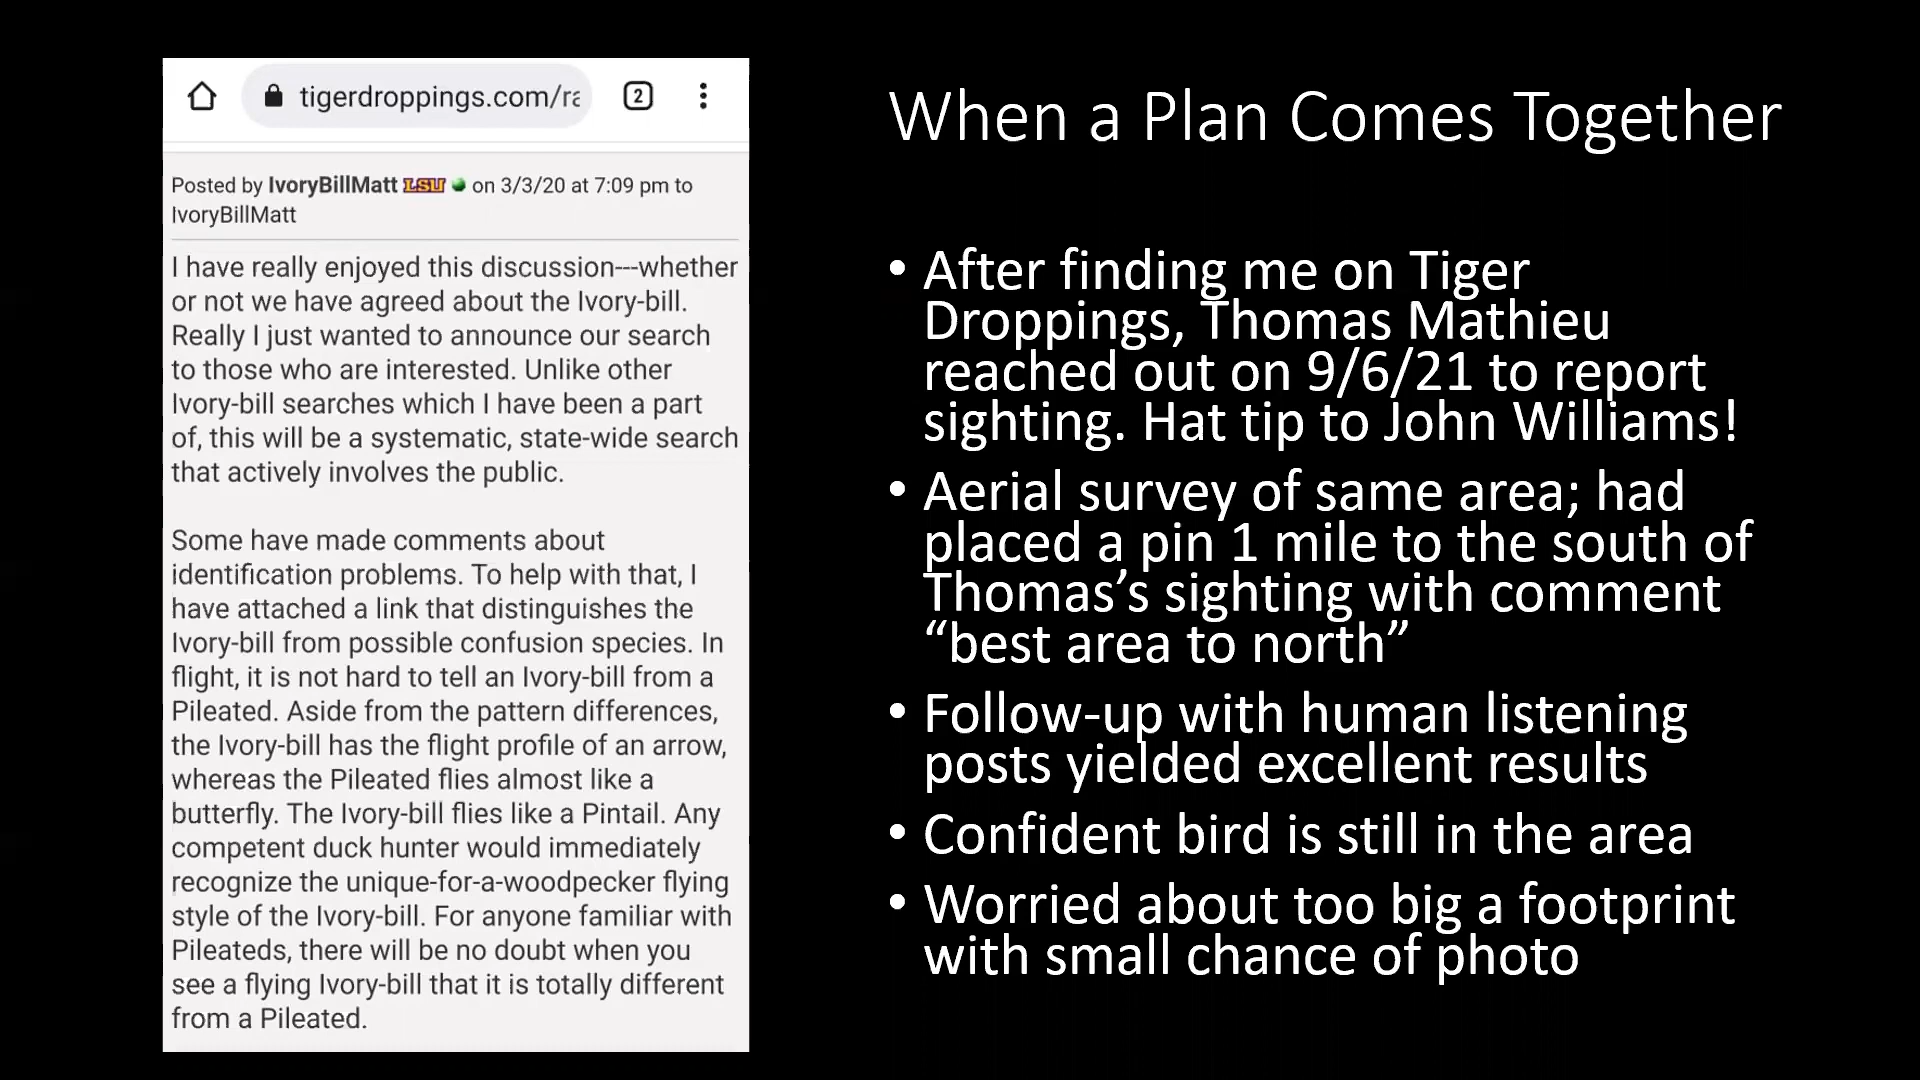 tigerdroppings.com/ra
2
Posted by IvoryBillMatt LSU on 3/3/20 at 7:09 pm to
IvoryBillMatt
I have really enjoyed this discussion---whether
or not we have agreed about the Ivory-bill.
Really I just wanted to announce our search
to those who are interested. Unlike other
Ivory-bill searches which I have been a part
of, this will be a systematic, state-wide search
that actively involves the public.
Some have made comments about
identification problems. To help with that, I
have attached a link that distinguishes the
Ivory-bill from possible confusion species. In
flight, it is not hard to tell an Ivory-bill from a
Pileated. Aside from the pattern differences,
the Ivory-bill has the flight profile of an arrow,
whereas the Pileated flies almost like a
butterfly. The Ivory-bill flies like a Pintail. Any
competent duck hunter would immediately
recognize the unique-for-a-woodpecker flying
style of the Ivory-bill. For anyone familiar with
Pileateds, there will be no doubt when you
see a flying Ivory-bill that it is totally different
from a Pileated.
When a Plan Comes Together
• After finding me on Tiger
Droppings, Thomas Mathieu
reached out on 9/6/21 to report
sighting. Hat tip to John Williams!
• Aerial survey of same area; had
placed a pin 1 mile to the south of
Thomas’s sighting with comment
“best area to north”
• Follow-up with human listening
posts yielded excellent results
• Confident bird is still in the area
• Worried about too big a footprint
with small chance of photo